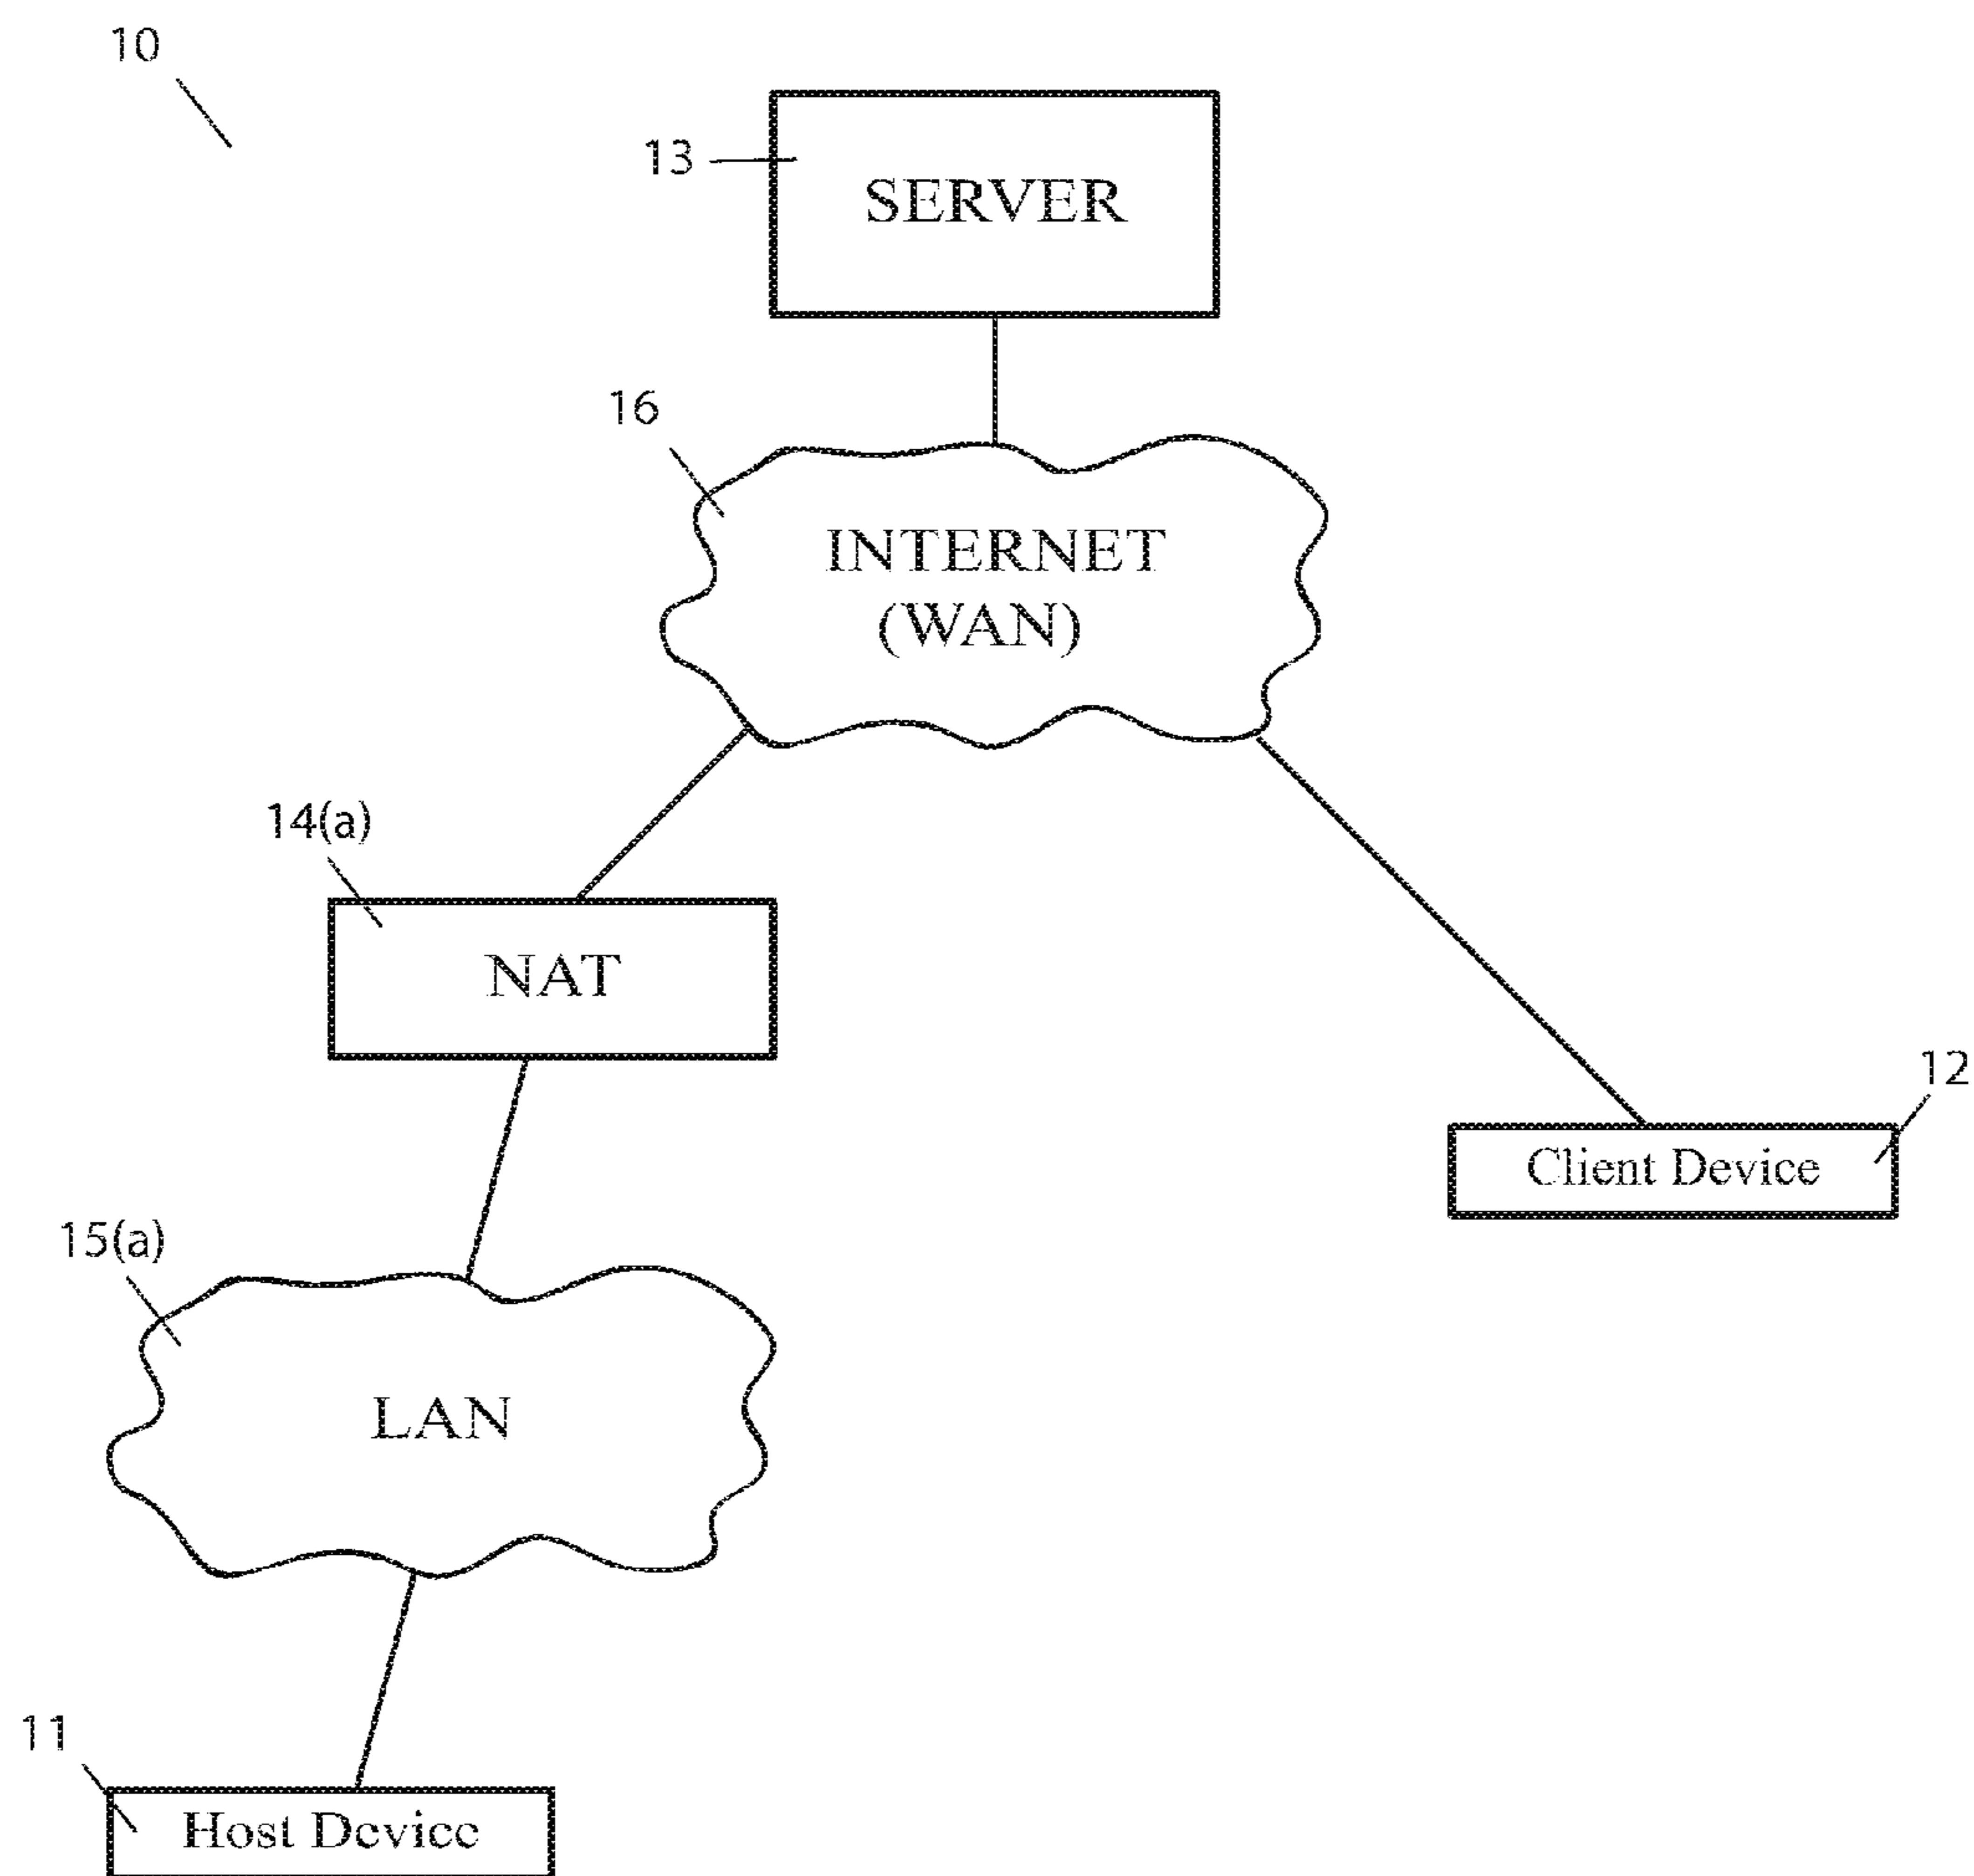 10
13
SERVER
16
INTERNET
(WAN)
14(a)
NAT
12
Client Device
15(a)
LAN
11
Host Device